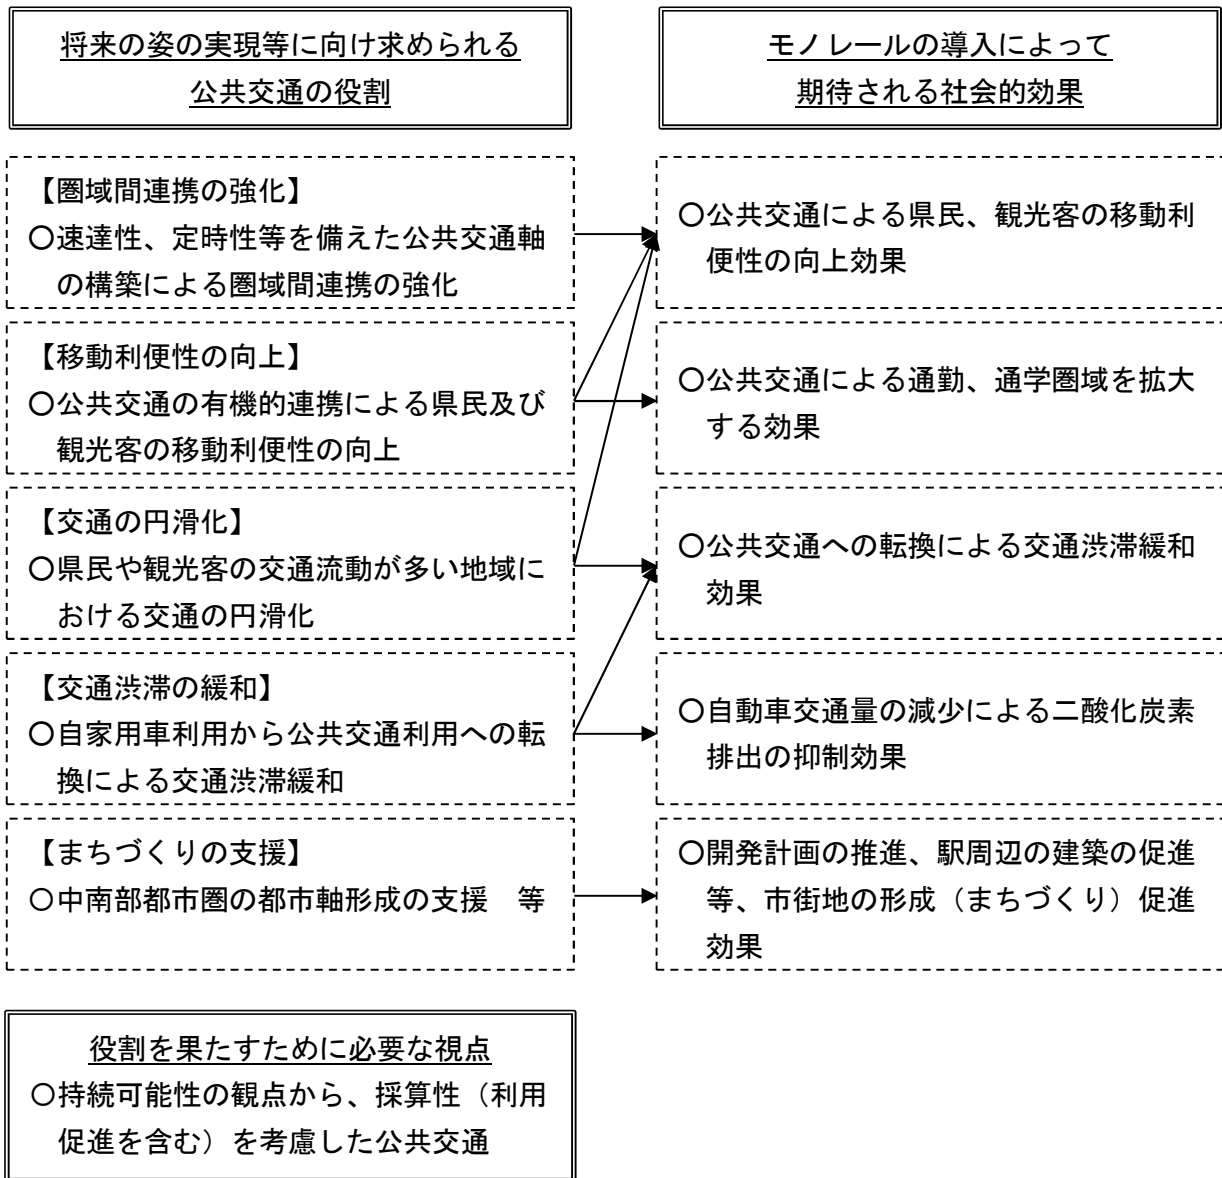 将来の姿の実現等に向け求められる
公共交通の役割
【圏域間連携の強化】
〇速達性、定時性等を備えた公共交通軸
の構築による圏域間連携の強化
【移動利便性の向上】
〇公共交通の有機的連携による県民及び
観光客の移動利便性の向上
【交通の円滑化】
〇県民や観光客の交通流動が多い地域に
おける交通の円滑化
【交通渋滞の緩和】
〇自家用車利用から公共交通利用への転
換による交通渋滞緩和
【まちづくりの支援】
〇中南部都市圏の都市軸形成の支援　等
役割を果たすために必要な視点
〇持続可能性の観点から、採算性（利用
促進を含む）を考慮した公共交通
モノレールの導入によって
期待される社会的効果
〇公共交通による県民、観光客の移動利
便性の向上効果
〇公共交通による通勤、通学圏域を拡大
する効果
〇公共交通への転換による交通渋滞緩和
効果
〇自動車交通量の減少による二酸化炭素
排出の抑制効果
〇開発計画の推進、駅周辺の建築の促進
等、市街地の形成（まちづくり）促進
効果